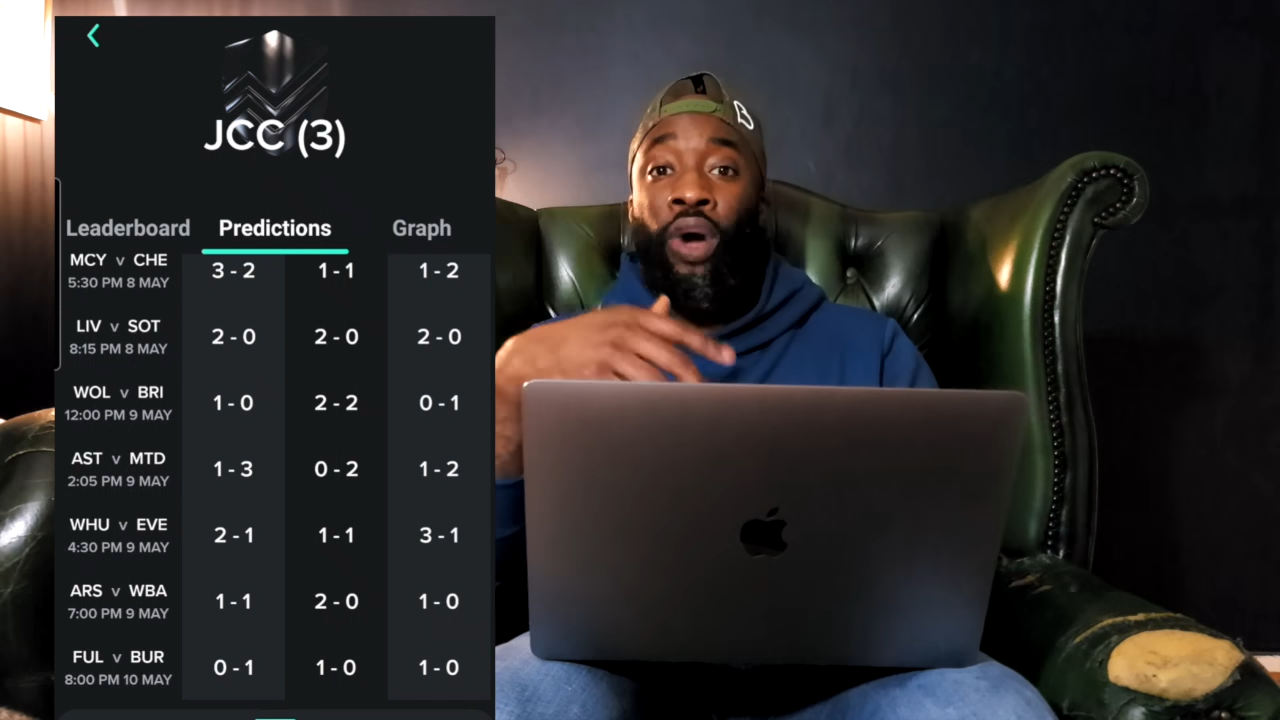 JCC (3)
Leaderboard Predictions Graph
MCY v CHE 3 - 2 1 - 1 1 - 2
5:30 PM 8 MAY
LIV v SOT 2 - 0 2 - 0 2 - 0
8:15 PM 8 MAY
WOL v BRI 1 - 0 2 - 2 0 - 1
12:00 PM 9 MAY
AST v MTD 1 - 3 0 - 2 1 - 2
2:05 PM 9 MAY
WHU v EVE 2 - 1 1 - 1 3 - 1
4:30 PM 9 MAY
ARS v WBA 1 - 1 2 - 0 1 - 0
7:00 PM 9 MAY
FUL v BUR 0 - 1 1 - 0 1 - 0
8:00 PM 10 MAY